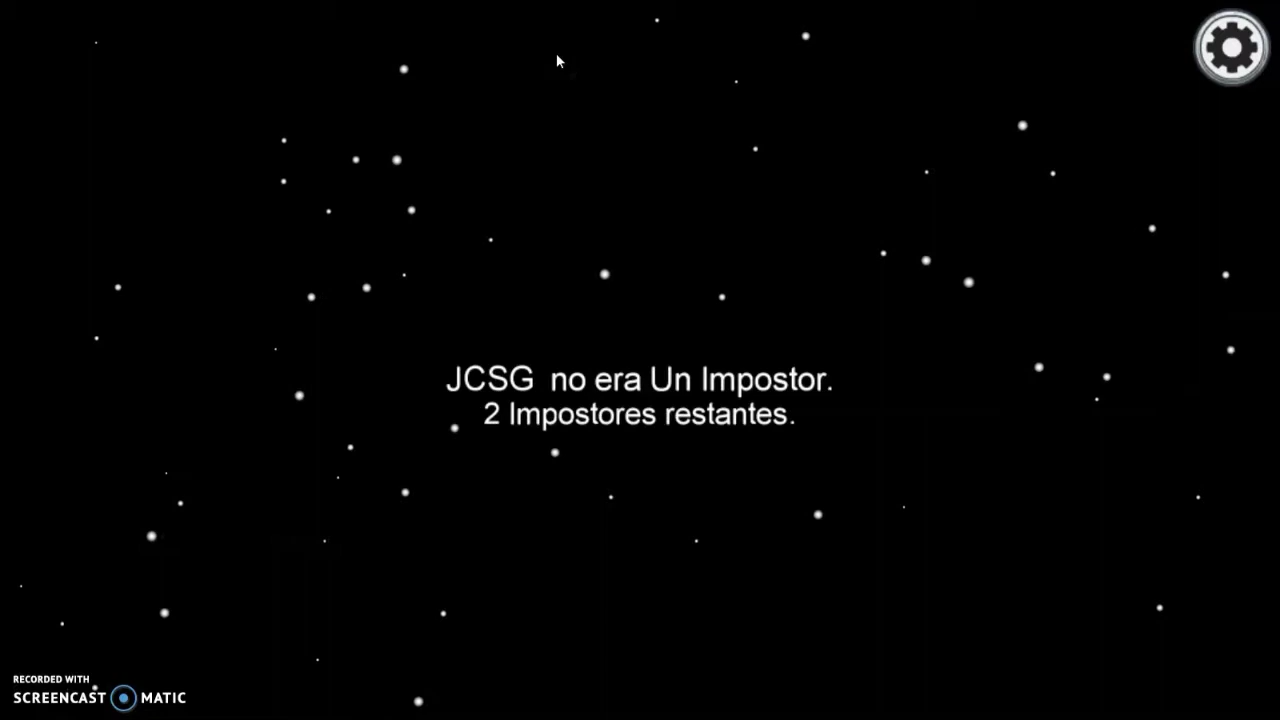 JCSG  no era Un Impostor.
2 Impostores restantes.
RECORDED WITH
SCREENCAST MATIC